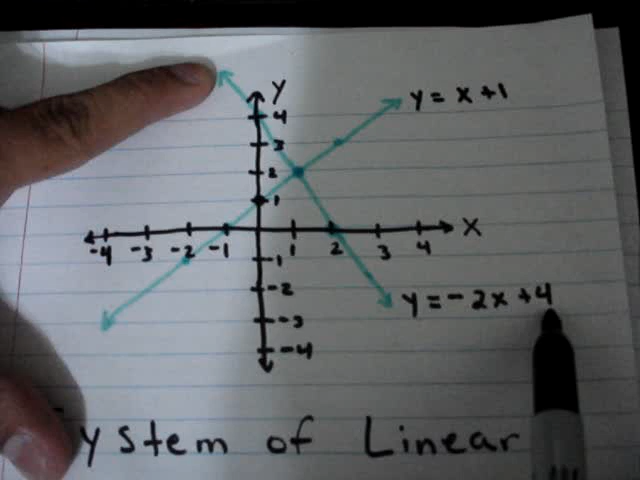 Y
y = x + 1
4
3
2
1
-4 -3 -2 -1 1 2 3 4 X
-1
-2
-3
-4
y = -2x + 4
System of Linear